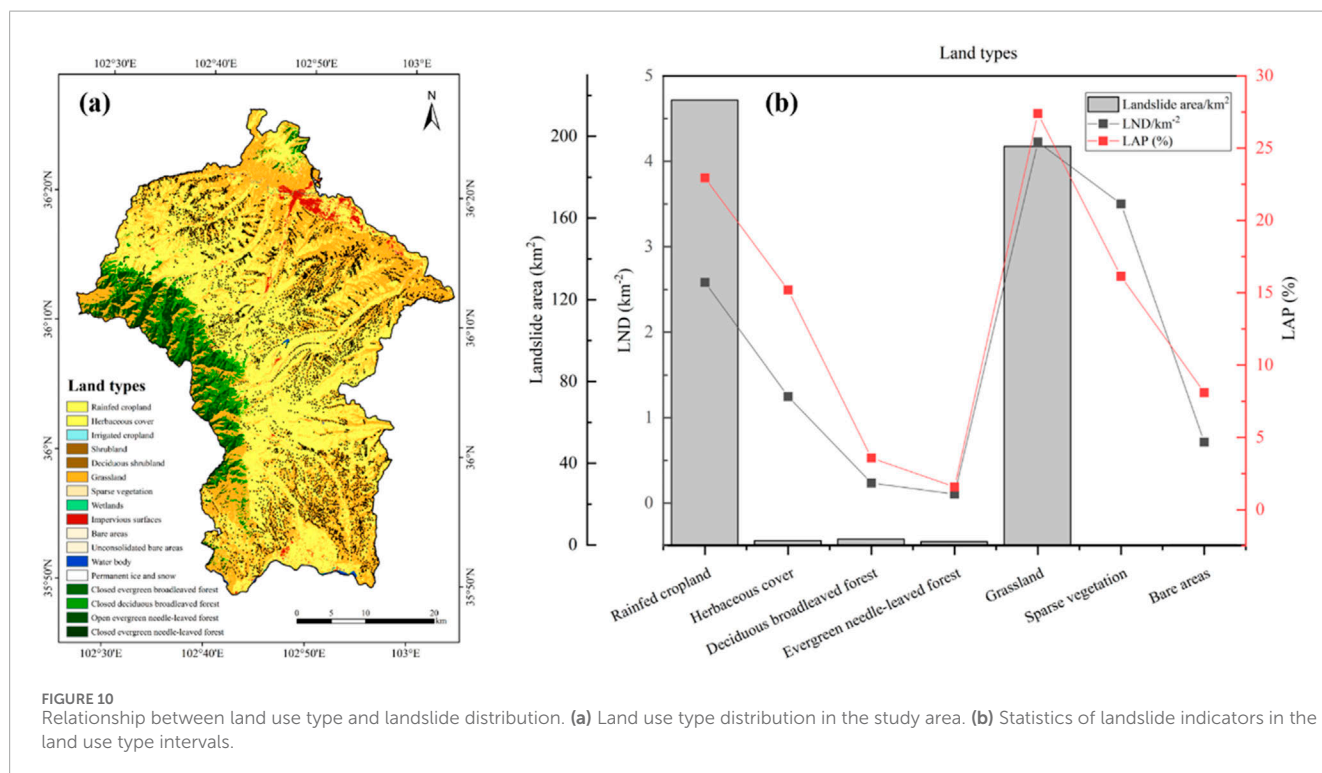 102°30'E 102°40'E 102°50'E 103°E
(a)
N
36°20'N
36°10'N
36°N
35°50'N
36°20'N
36°10'N
36°N
35°50'N
Land types
Rainfed cropland
Herbaceous cover
Irrigated cropland
Shrubland
Deciduous shrubland
Grassland
Sparse vegetation
Wetlands
Impervious surfaces
Bare areas
Unconsolidated bare areas
Water body
Permanent ice and snow
Closed evergreen broadleaved forest
Closed deciduous broadleaved forest
Open evergreen needle-leaved forest
Closed evergreen needle-leaved forest
0 5 10 20
km
102°30'E 102°40'E 102°50'E 103°E
Land types
(b)
Landslide area/km²
LND/km⁻²
LAP (%)
Landslide area (km²)
200
160
120
80
40
0
LND (km⁻²)
5
4
3
2
1
0
LAP (%)
30
25
20
15
10
5
0
Rainfed cropland
Herbaceous cover
Deciduous broadleaved forest
Evergreen needle-leaved forest
Grassland
Sparse vegetation
Bare areas
FIGURE 10
Relationship between land use type and landslide distribution. (a) Land use type distribution in the study area. (b) Statistics of landslide indicators in the
land use type intervals.